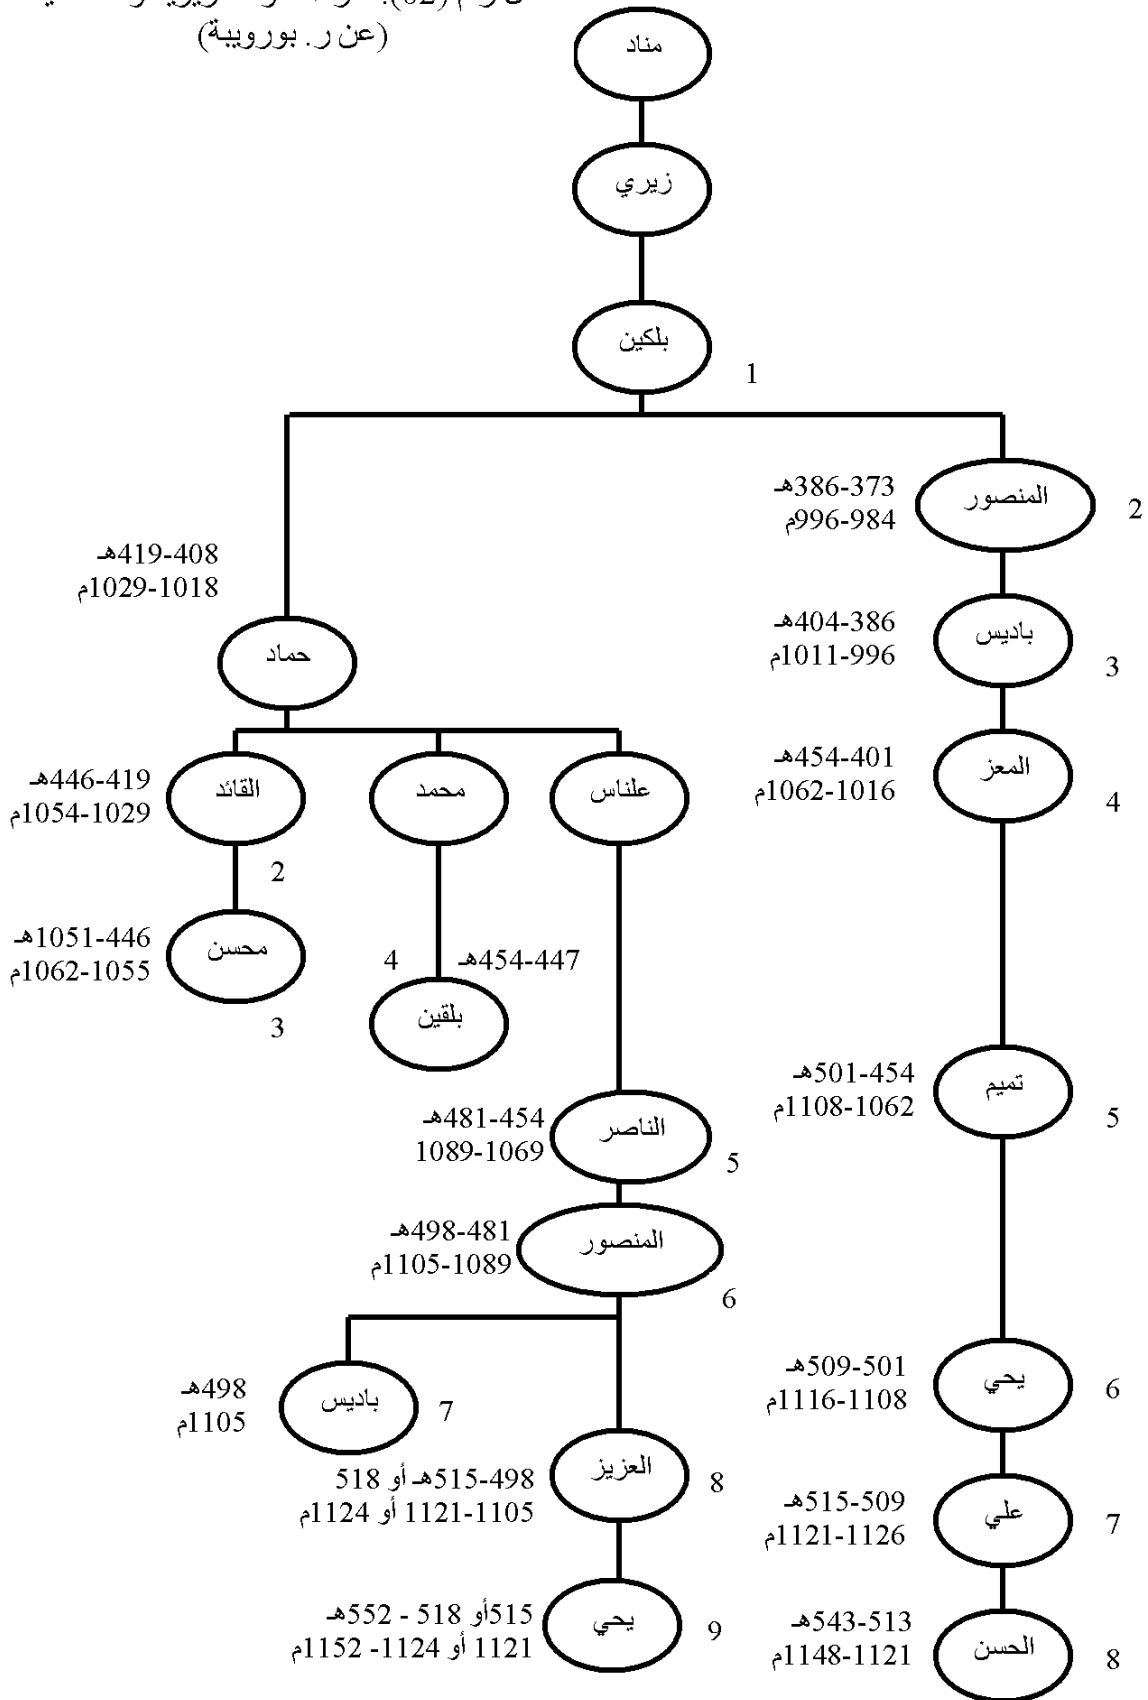 (عن ر. بورويبة)
مناد
زيري
بلكين
1
المنصور
386-373هـ
996-984م
2
باديس
404-386هـ
1011-996م
3
المعز
454-401هـ
1062-1016م
4
تميم
501-454هـ
1108-1062م
5
يحي
509-501هـ
1116-1108م
6
علي
515-509هـ
1121-1126م
7
الحسن
543-513هـ
1148-1121م
8
419-408هـ
1029-1018م
حماد
علناس
محمد
القائد
446-419هـ
1054-1029م
2
محسن
1051-446هـ
1062-1055م
3
4
454-447هـ
بلقين
الناصر
481-454هـ
1089-1069
5
المنصور
498-481هـ
1105-1089م
6
باديس
498هـ
1105م
7
العزيز
515-498هـ أو 518
1121-1105 أو 1124م
8
يحي
515أو 518 - 552هـ
1121 أو 1124- 1152م
9